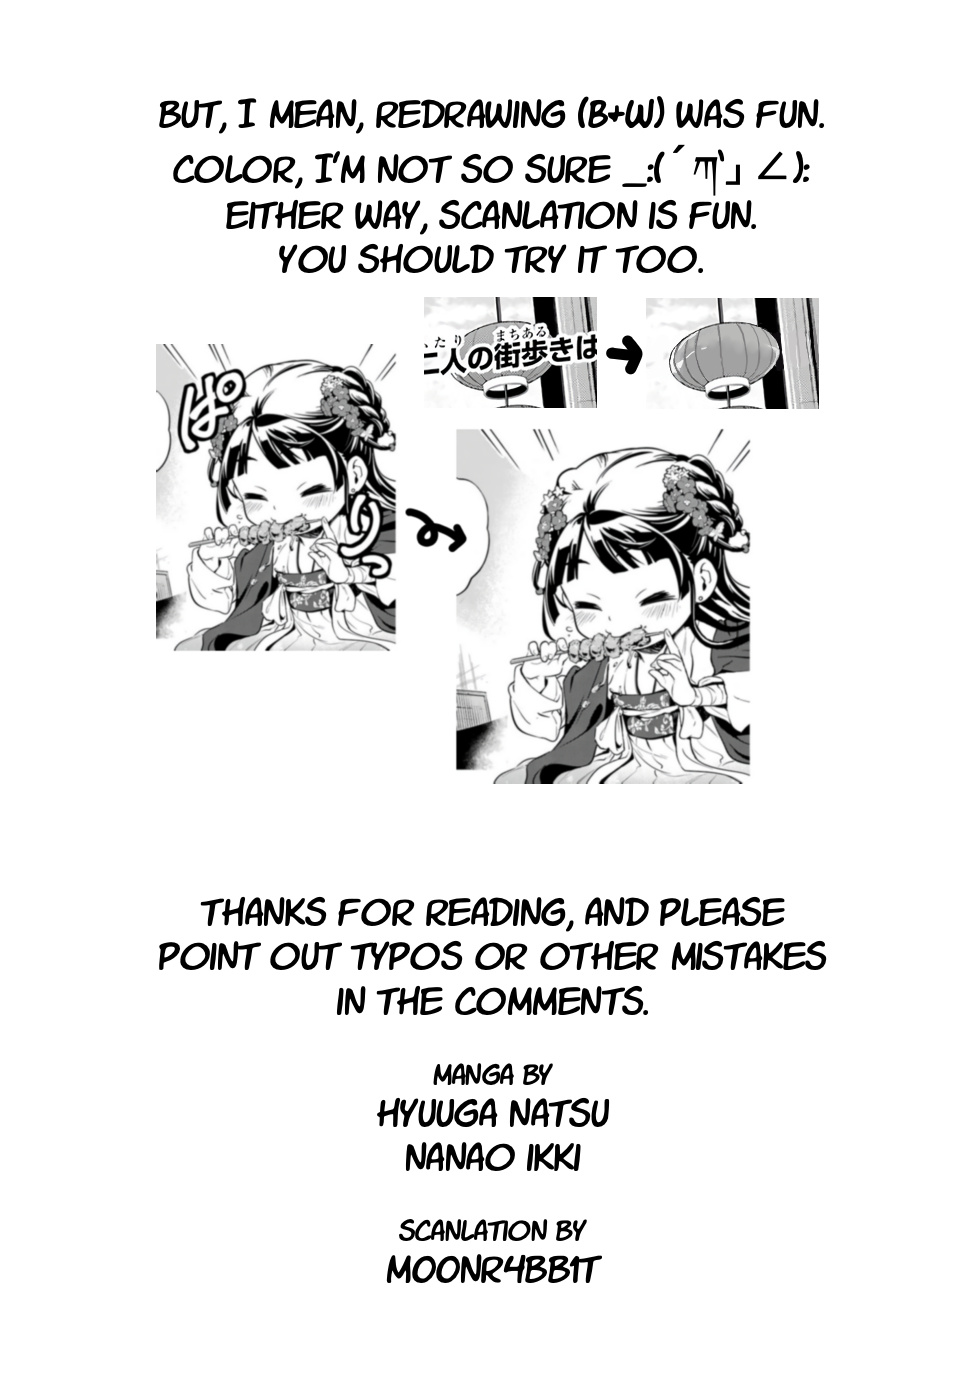 BUT, I MEAN, REDRAWING (B+W) WAS FUN.
COLOR, I'M NOT SO SURE _:(´ཀ`」∠):
EITHER WAY, SCANLATION IS FUN.
YOU SHOULD TRY IT TOO.
ふたり まちある
二人の街歩きは
ぱりっ
THANKS FOR READING, AND PLEASE
POINT OUT TYPOS OR OTHER MISTAKES
IN THE COMMENTS.
MANGA BY
HYUUGA NATSU
NANAO IKKI
SCANLATION BY
MOONR4BB1T